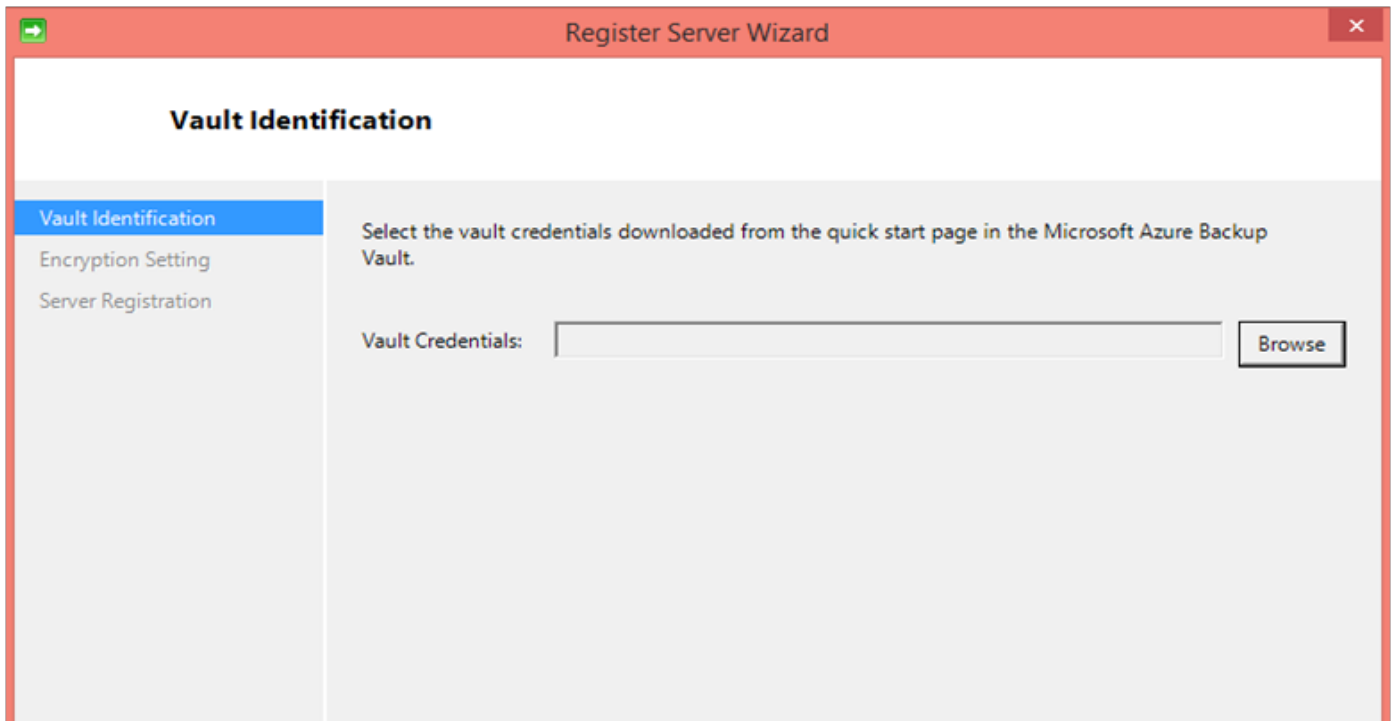 Register Server Wizard
Vault Identification
Vault Identification
Encryption Setting
Server Registration
Select the vault credentials downloaded from the quick start page in the Microsoft Azure Backup
Vault.
Vault Credentials:
Browse